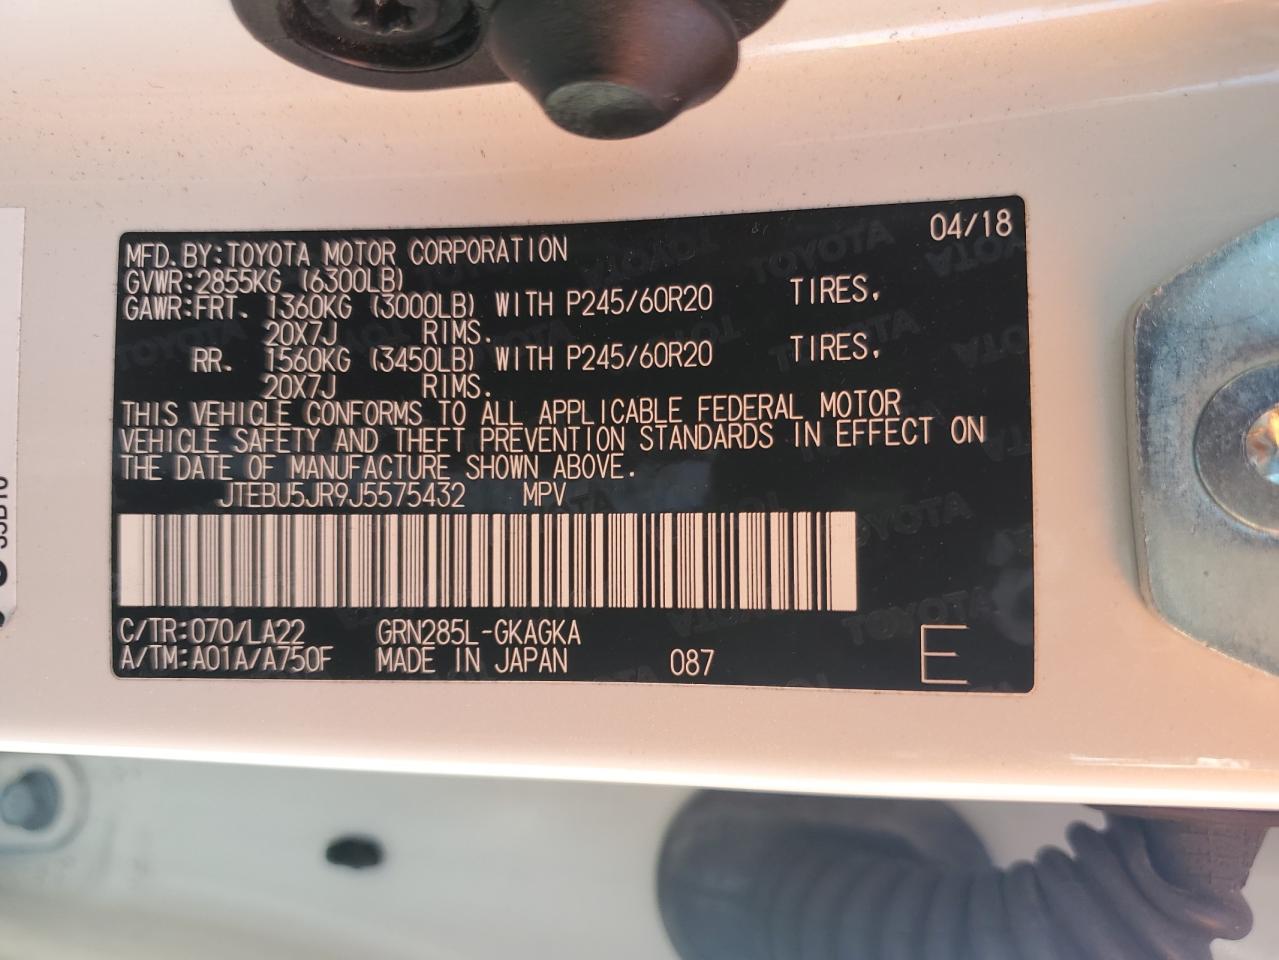 04/18
MFD.BY:TOYOTA MOTOR CORPORATION
GVWR:2855KG (6300LB)
GAWR:FRT. 1360KG (3000LB) WITH P245/60R20 TIRES,
20X7J RIMS.
RR. 1560KG (3450LB) WITH P245/60R20 TIRES,
20X7J RIMS.
THIS VEHICLE CONFORMS TO ALL APPLICABLE FEDERAL MOTOR
VEHICLE SAFETY AND THEFT PREVENTION STANDARDS IN EFFECT ON
THE DATE OF MANUFACTURE SHOWN ABOVE.
JTEBU5JR9J5575432 MPV
C/TR:070/LA22 GRN285L-GKAGKA
A/TM:A01A/A750F MADE IN JAPAN 087 E